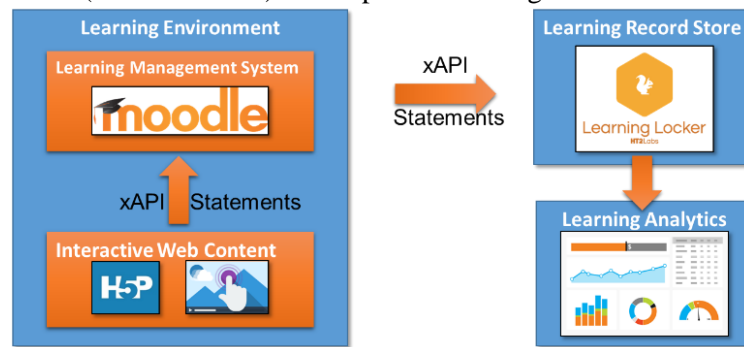 Learning Environment
Learning Management System
moodle
xAPI Statements
Interactive Web Content
H5P
xAPI
Statements
Learning Record Store
Learning Locker
HT2Labs
Learning Analytics